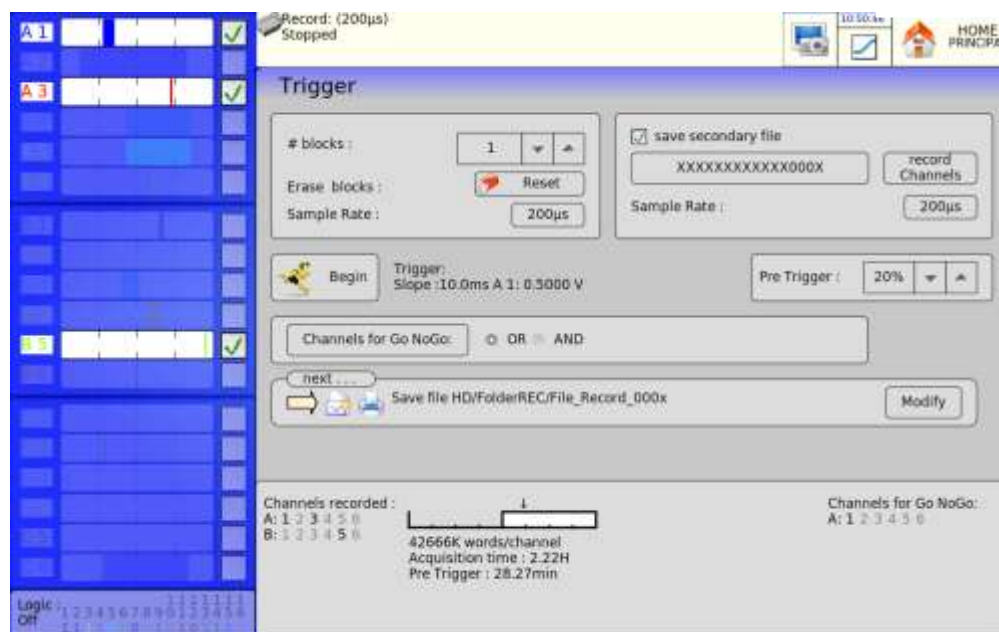 A 1
A 3
B 5
Logic :
Off
Record: (200µs)
Stopped
HOME
PRINCIPA
Trigger
# blocks :
1
Erase blocks :
Reset
Sample Rate :
200µs
save secondary file
XXXXXXXXXXXXX000X
record
Channels
Sample Rate :
200µs
Begin
Trigger:
Slope :10.0ms A 1: 0.5000 V
Pre Trigger :
20%
Channels for Go NoGo:
OR
AND
next . . .
Save file HD/FolderREC/File_Record_000x
Modify
Channels recorded :
A: 1 2 3 4 5 6
B: 1 2 3 4 5 6
42666K words/channel
Acquisition time : 2.22H
Pre Trigger : 28.27min
Channels for Go NoGo:
A: 1 2 3 4 5 6